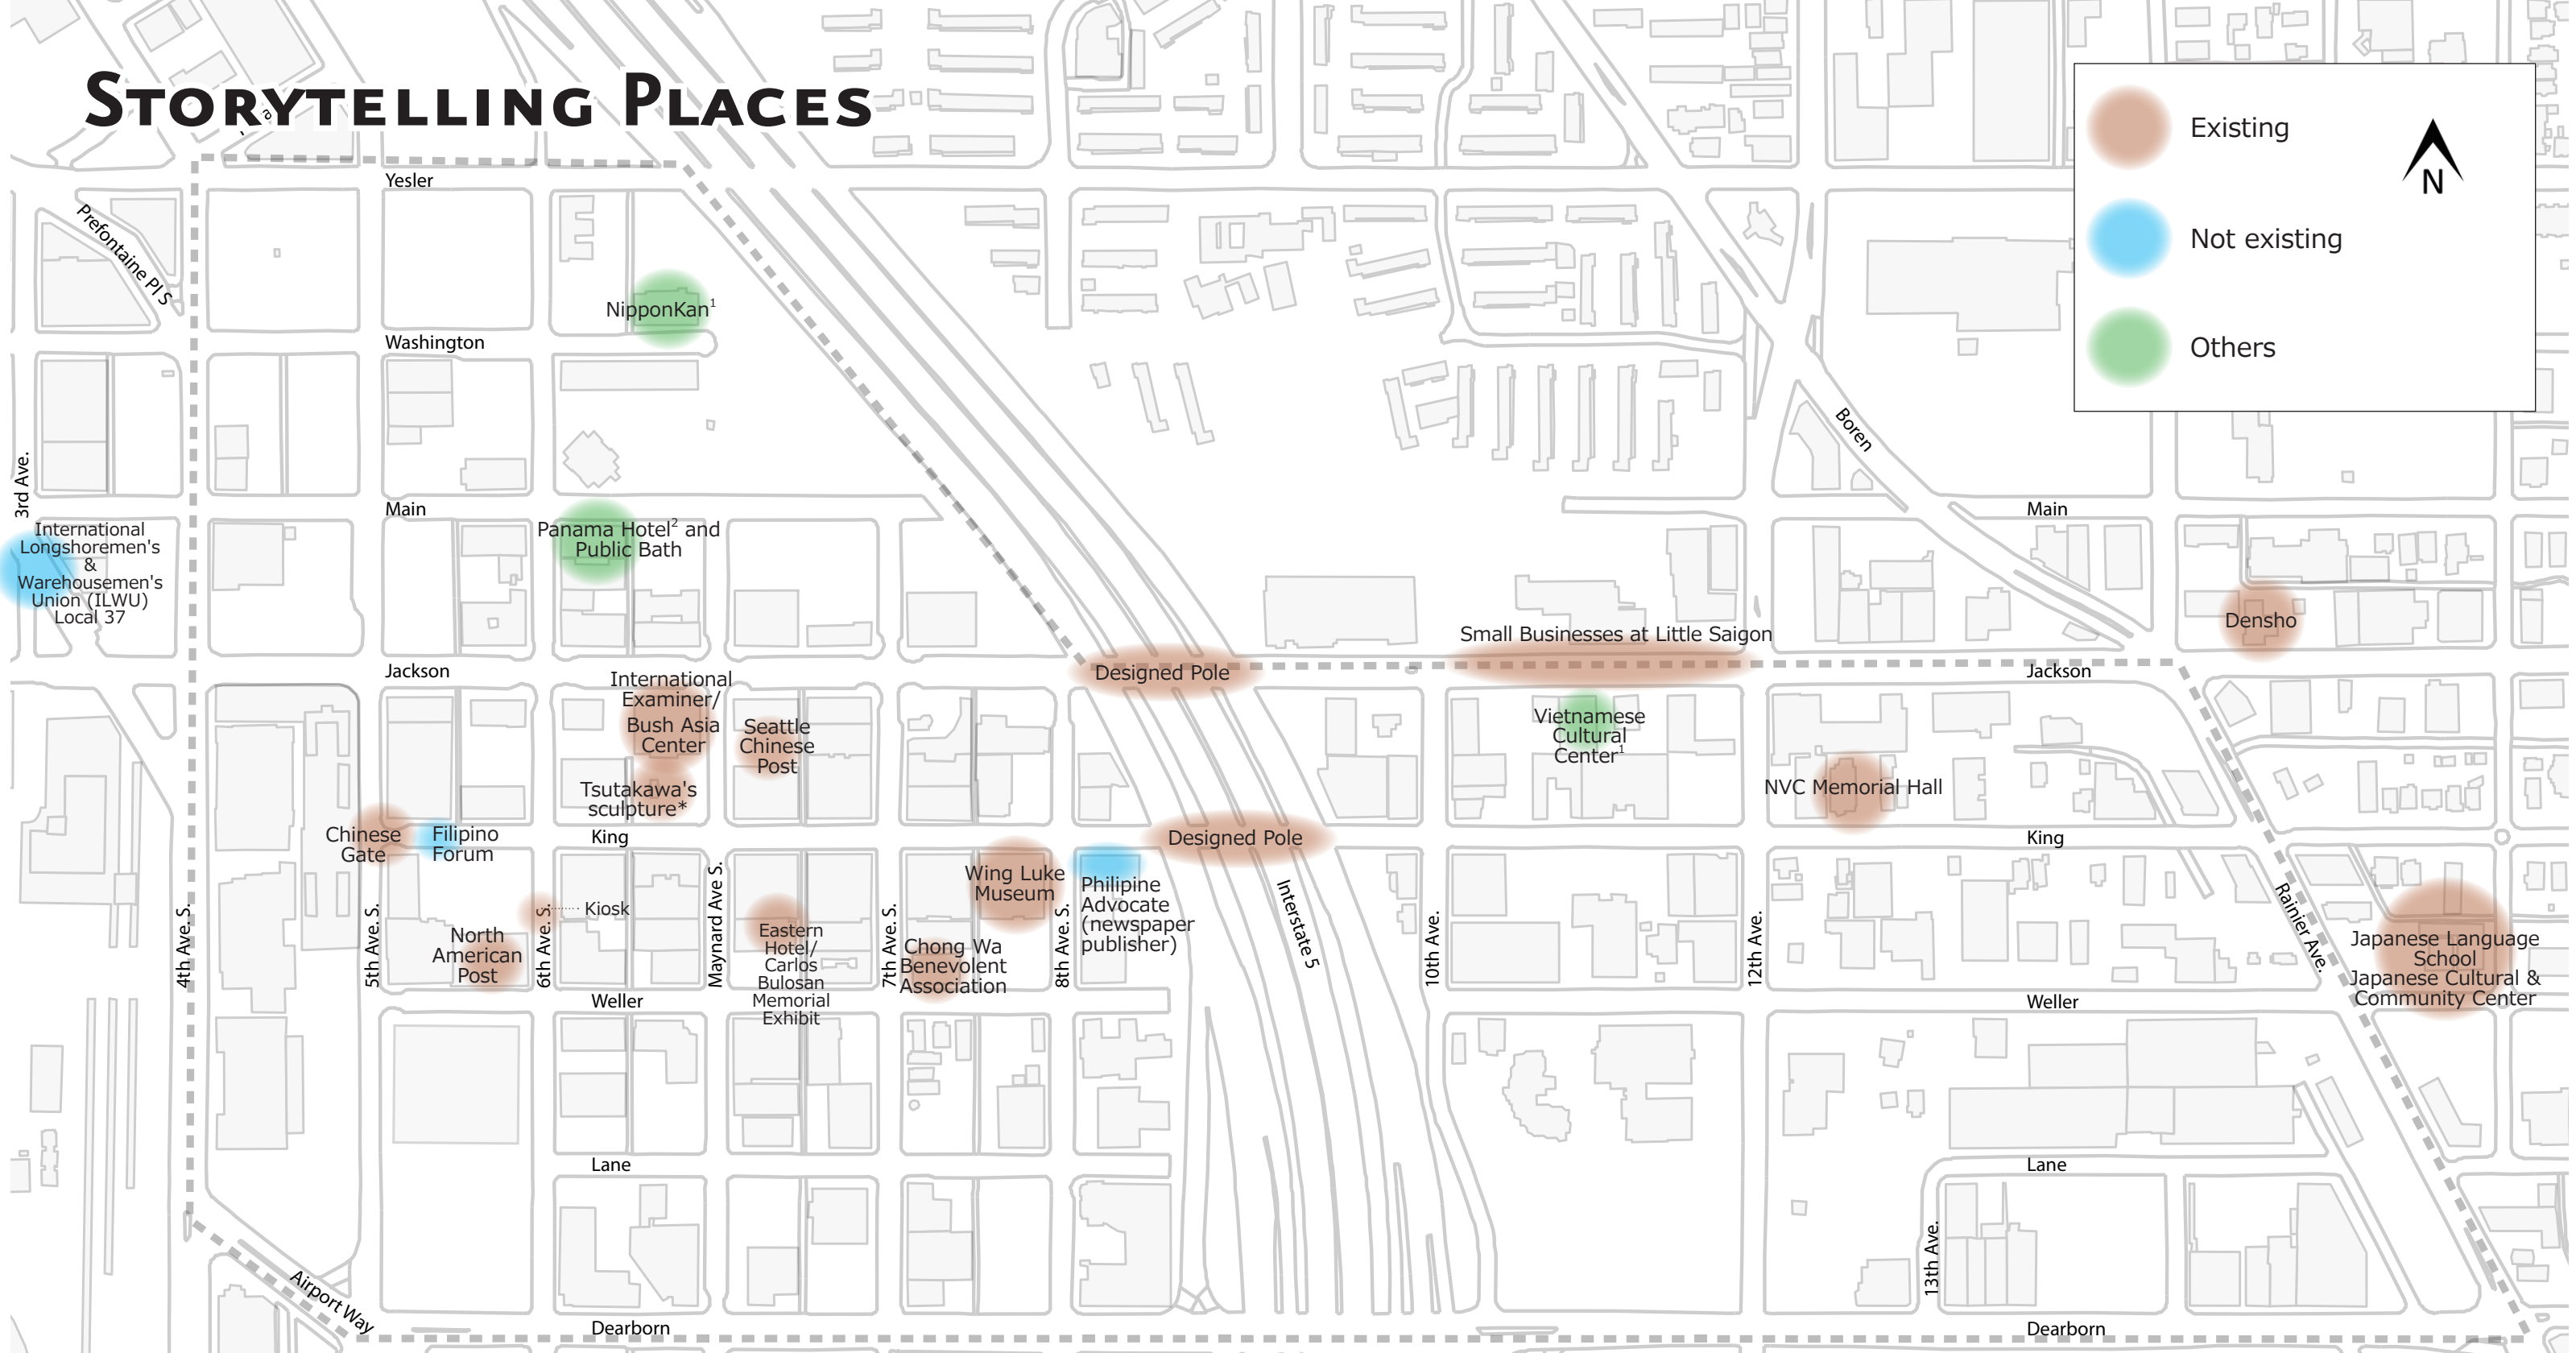 STORYTELLING PLACES
Existing
N
Not existing
Others
Yesler
Prefontaine Pl S
NipponKan1
Washington
Boren
3rd Ave.
Main
Main
International
Longshoremen's
&
Warehousemen's
Union (ILWU)
Local 37
Panama Hotel2 and
Public Bath
Densho
Small Businesses at Little Saigon
Jackson
Designed Pole
Jackson
International
Examiner/
Bush Asia
Center
Seattle
Chinese
Post
Vietnamese
Cultural
Center1
Tsutakawa's
sculpture*
NVC Memorial Hall
Chinese
Gate
Filipino
Forum
King
Designed Pole
King
Wing Luke
Museum
Philipine
Advocate
(newspaper
publisher)
Kiosk
North
American
Post
Eastern
Hotel/
Carlos
Bulosan
Memorial
Exhibit
Chong Wa
Benevolent
Association
4th Ave. S.
5th Ave. S.
6th Ave. S.
Maynard Ave S.
7th Ave. S.
8th Ave. S.
Interstate 5
10th Ave.
12th Ave.
Rainier Ave.
Japanese Language
School
Japanese Cultural &
Community Center
Weller
Weller
Lane
Lane
13th Ave.
Airport Way
Dearborn
Dearborn